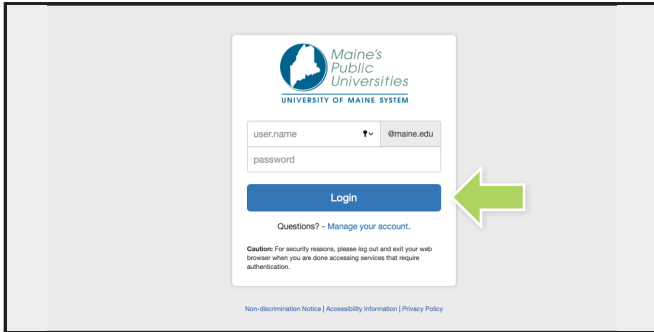 Maine's
Public
Universities
UNIVERSITY OF MAINE SYSTEM
user.name @maine.edu
password
Login
Questions? - Manage your account.
Caution: For security reasons, please log out and exit your web
browser when you are done accessing services that require
authentication.
Non-discrimination Notice | Accessibility Information | Privacy Policy